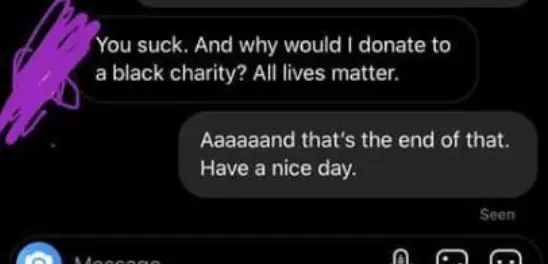 You suck. And why would I donate to
a black charity? All lives matter.
Aaaaaand that's the end of that.
Have a nice day.
Seen
Message